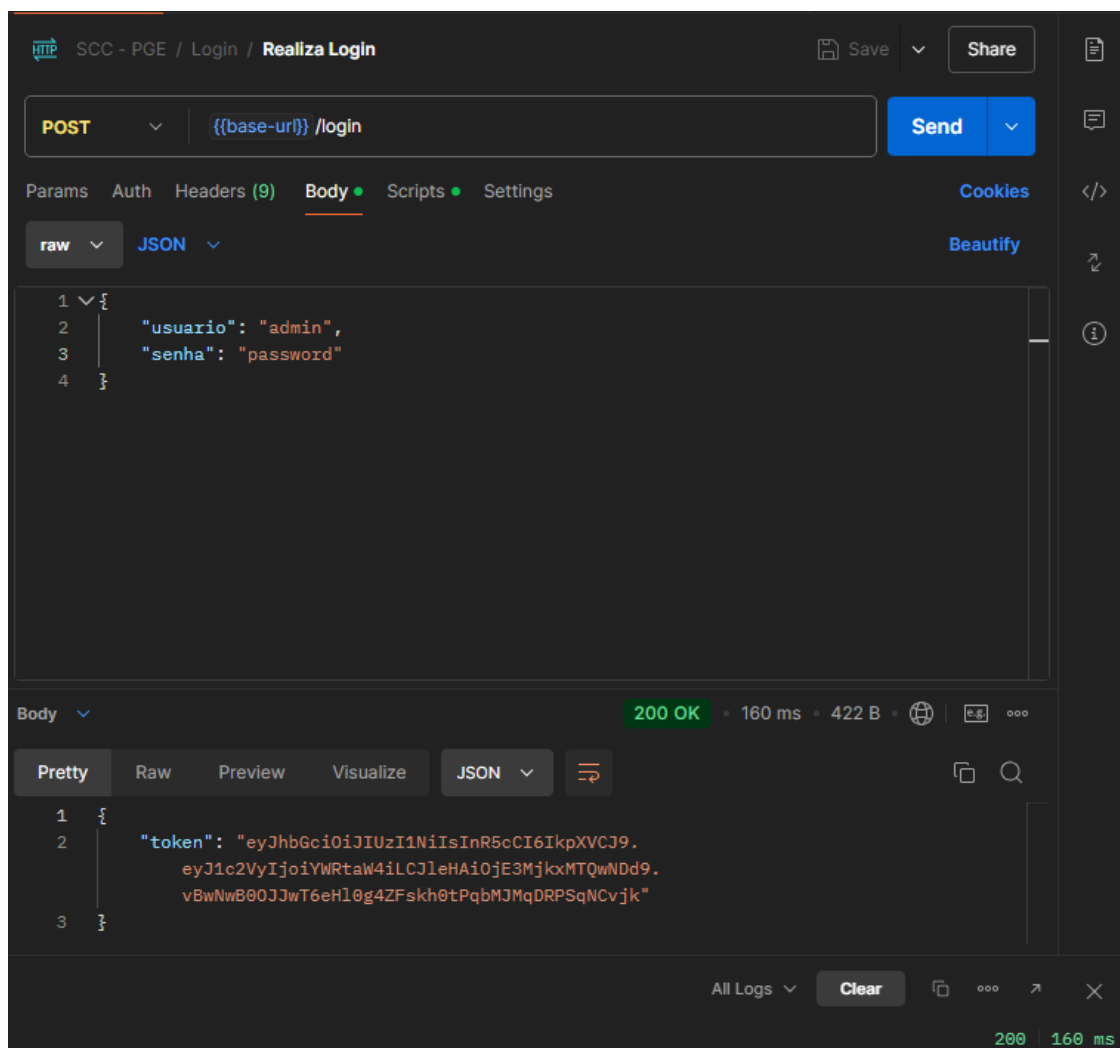 HTTP SCC - PGE / Login / Realiza Login Save Share
POST {{base-url}} /login Send
Params Auth Headers (9) Body Scripts Settings Cookies
raw JSON Beautify
1 {
2 "usuario": "admin",
3 "senha": "password"
4 }
Body 200 OK 160 ms 422 B e.g.
Pretty Raw Preview Visualize JSON
1 {
2 "token": "eyJhbGciOiJIUzI1NiIsInR5cCI6IkpXVCJ9.
eyJ1c2VyIjoiYWRtaW4iLCJleHAiOjE3MjkxMTQwNDd9.
vBwNwB0OJJwT6eHl0g4ZFskh0tPqbMJMqDRPSqNCvjk"
3 }
All Logs Clear
200 160 ms